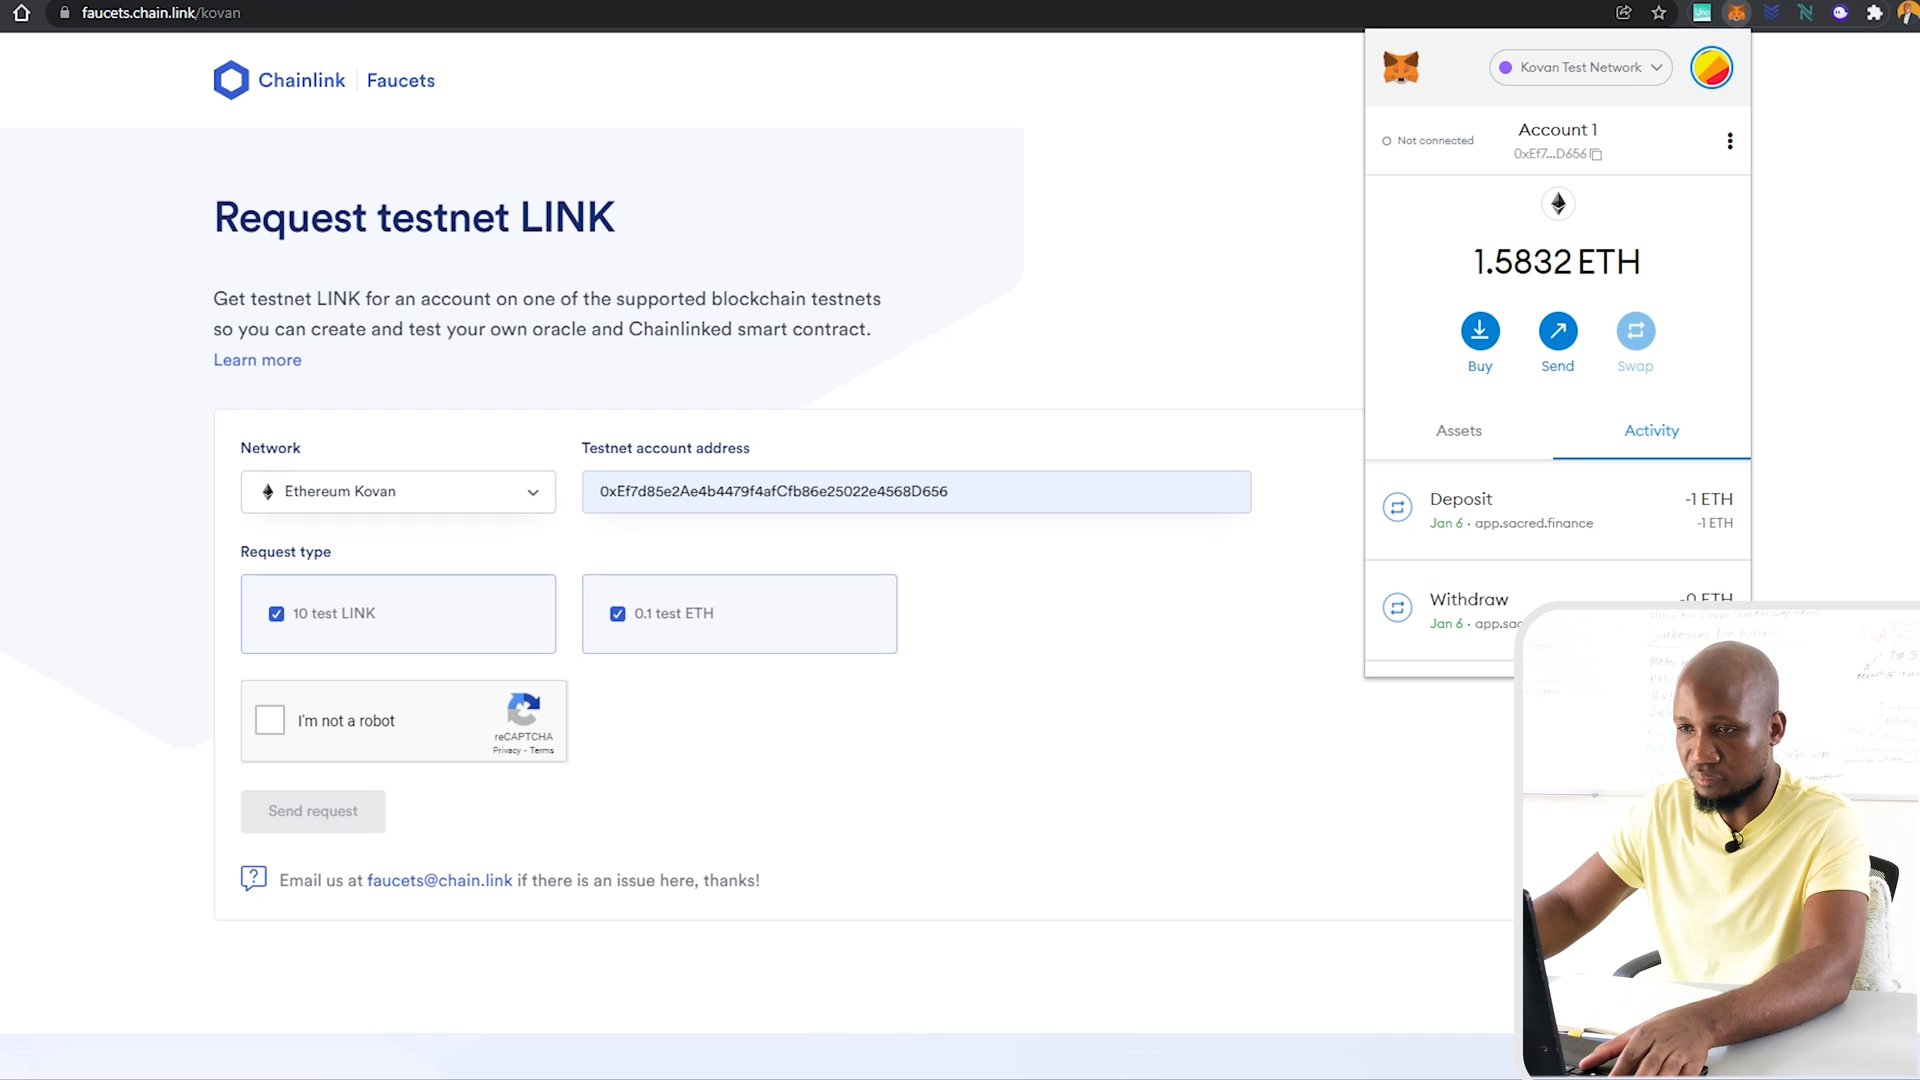 faucets.chain.link/kovan
Chainlink Faucets
Request testnet LINK
Get testnet LINK for an account on one of the supported blockchain testnets
so you can create and test your own oracle and Chainlinked smart contract.
Learn more
Network
Ethereum Kovan
Testnet account address
0xEf7d85e2Ae4b4479f4afCfb86e25022e4568D656
Request type
10 test LINK
0.1 test ETH
I'm not a robot
reCAPTCHA
Privacy - Terms
Send request
Email us at faucets@chain.link if there is an issue here, thanks!
Kovan Test Network
Not connected
Account 1
0xEf7...D656
1.5832 ETH
Buy
Send
Swap
Assets
Activity
Deposit
-1 ETH
Jan 6 · app.sacred.finance
-1 ETH
Withdraw
-0 ETH
Jan 6 · app.sac